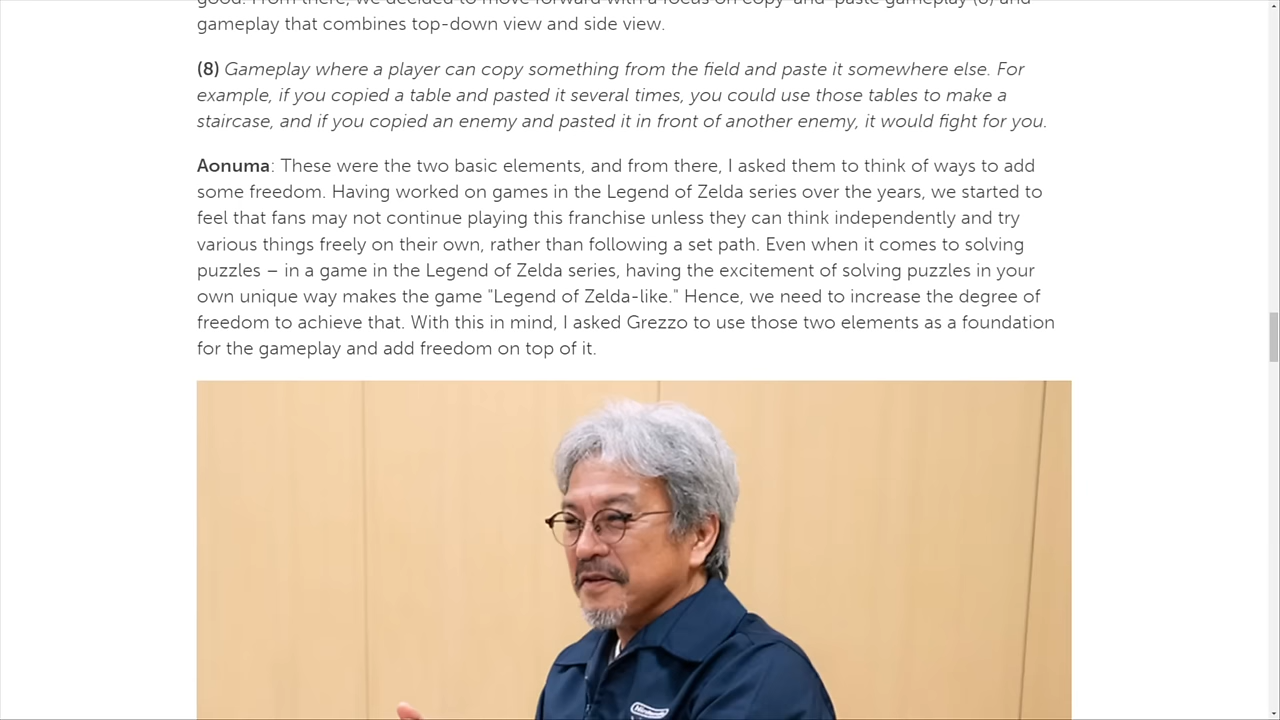 gameplay that combines top-down view and side view.
(8) Gameplay where a player can copy something from the field and paste it somewhere else. For
example, if you copied a table and pasted it several times, you could use those tables to make a
staircase, and if you copied an enemy and pasted it in front of another enemy, it would fight for you.
Aonuma: These were the two basic elements, and from there, I asked them to think of ways to add
some freedom. Having worked on games in the Legend of Zelda series over the years, we started to
feel that fans may not continue playing this franchise unless they can think independently and try
various things freely on their own, rather than following a set path. Even when it comes to solving
puzzles – in a game in the Legend of Zelda series, having the excitement of solving puzzles in your
own unique way makes the game "Legend of Zelda-like." Hence, we need to increase the degree of
freedom to achieve that. With this in mind, I asked Grezzo to use those two elements as a foundation
for the gameplay and add freedom on top of it.
Nintendo